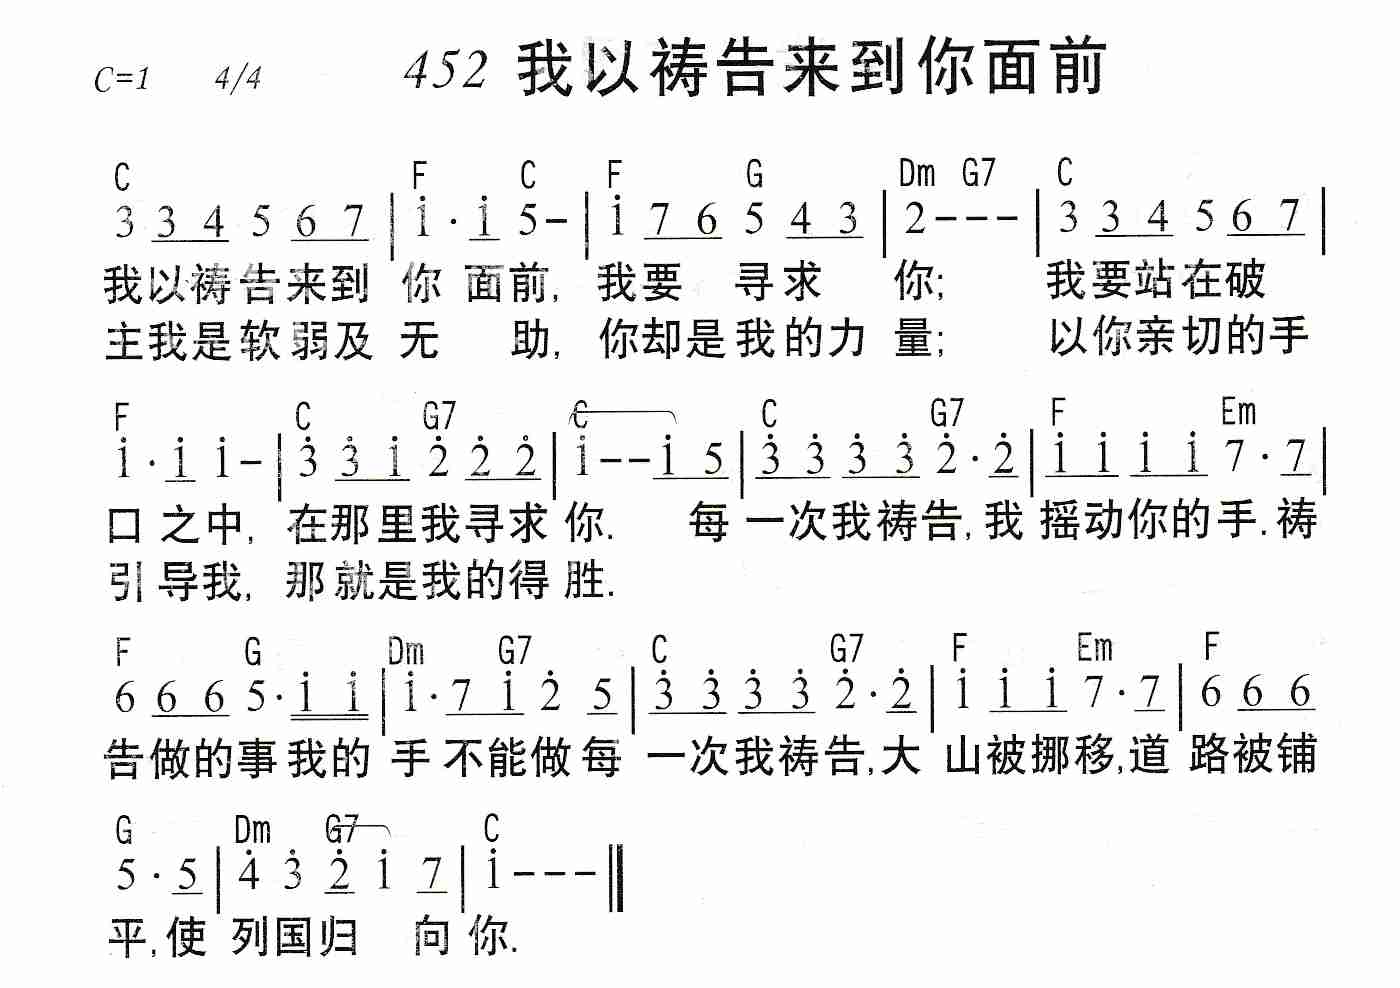 C=1 4/4 452 我以祷告来到你面前
C F C F G Dm G7 C
3 3 4 5 6 7 | i · i 5 – | i 7 6 5 4 3 | 2 – – – | 3 3 4 5 6 7 |
我以祷告来到 你 面前, 我要 寻求 你; 我要站在破
主我是软弱及 无 助, 你却是我的力 量; 以你亲切的手
F C G7 C C G7 F Em
i · i i – | 3 3 i 2 2 2 | i – – i 5 | 3 3 3 3 2 · 2 | i i i i 7 · 7 |
口 之中, 在那里我寻求 你. 每 一次我祷告,我 摇动你的手.祷
引 导我, 那就是我的得 胜.
F G Dm G7 C G7 F Em F
6 6 6 5 · i i | i · 7 i 2 5 | 3 3 3 3 2 · 2 | i i i 7 · 7 | 6 6 6
告做的事我的 手不能做每 一次我祷告,大 山被挪移,道 路被铺
G Dm G7 C
5 · 5 | 4 3 2 i 7 | i – – – ‖
平,使 列国归 向 你.